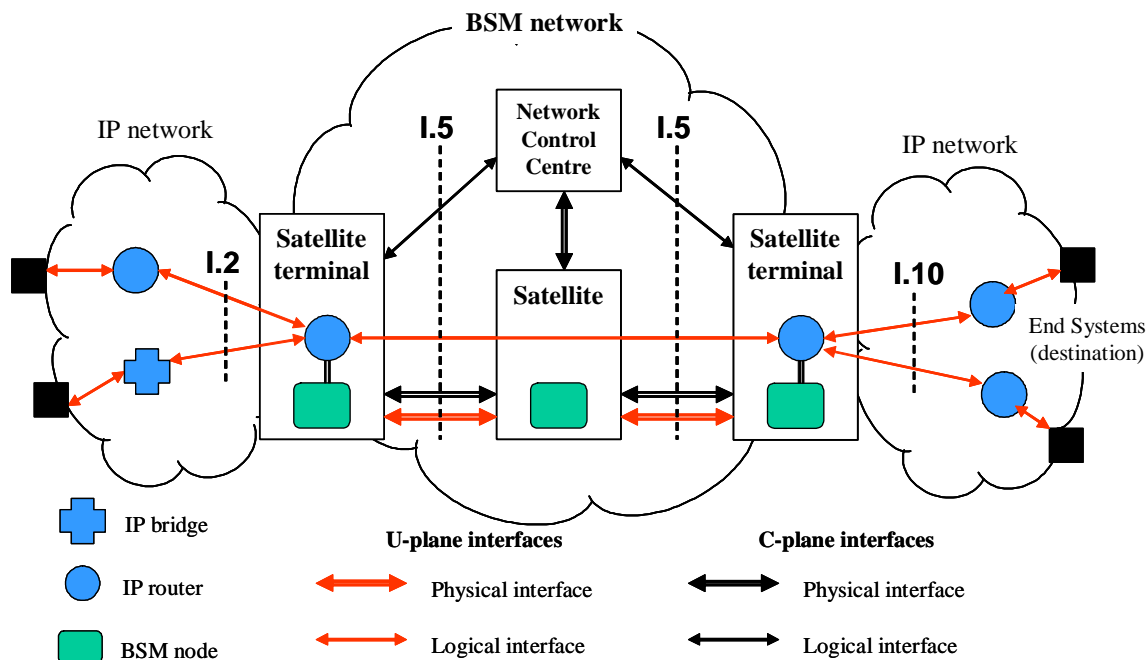 BSM network
IP network
I.5
Network
Control
Centre
I.5
IP network
I.2
Satellite
terminal
Satellite
Satellite
terminal
I.10
End Systems
(destination)
IP bridge
IP router
BSM node
U-plane interfaces
Physical interface
Logical interface
C-plane interfaces
Physical interface
Logical interface